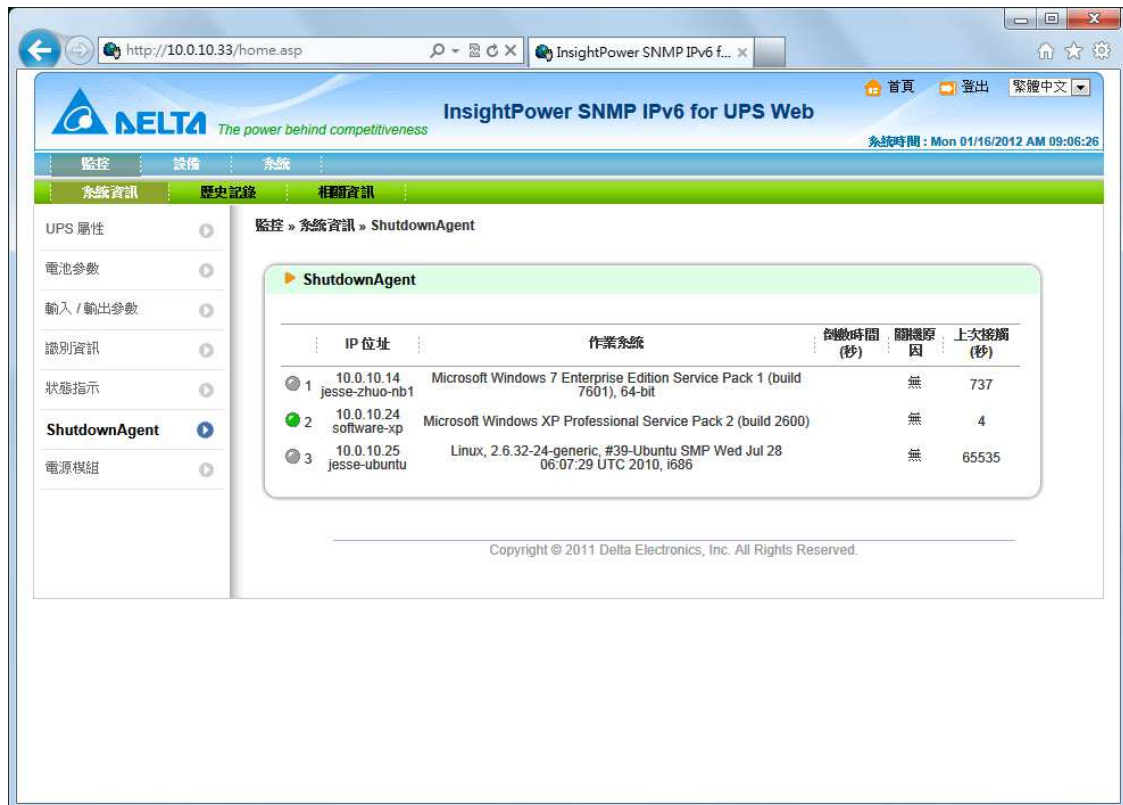 http://10.0.10.33/home.asp
InsightPower SNMP IPv6 f...
首頁 登出 繁體中文
DELTA The power behind competitiveness
InsightPower SNMP IPv6 for UPS Web
系統時間 : Mon 01/16/2012 AM 09:06:26
監控 設備 系統
系統資訊 歷史記錄 相關資訊
UPS 屬性
電池參數
輸入 / 輸出參數
識別資訊
狀態指示
ShutdownAgent
電源模組
監控 » 系統資訊 » ShutdownAgent
ShutdownAgent
IP 位址 作業系統 倒數時間 (秒) 關機原因 上次接觸 (秒)
1 10.0.10.14 jesse-zhuo-nb1 Microsoft Windows 7 Enterprise Edition Service Pack 1 (build 7601), 64-bit 無 737
2 10.0.10.24 software-xp Microsoft Windows XP Professional Service Pack 2 (build 2600) 無 4
3 10.0.10.25 jesse-ubuntu Linux, 2.6.32-24-generic, #39-Ubuntu SMP Wed Jul 28 06:07:29 UTC 2010, i686 無 65535
Copyright © 2011 Delta Electronics, Inc. All Rights Reserved.